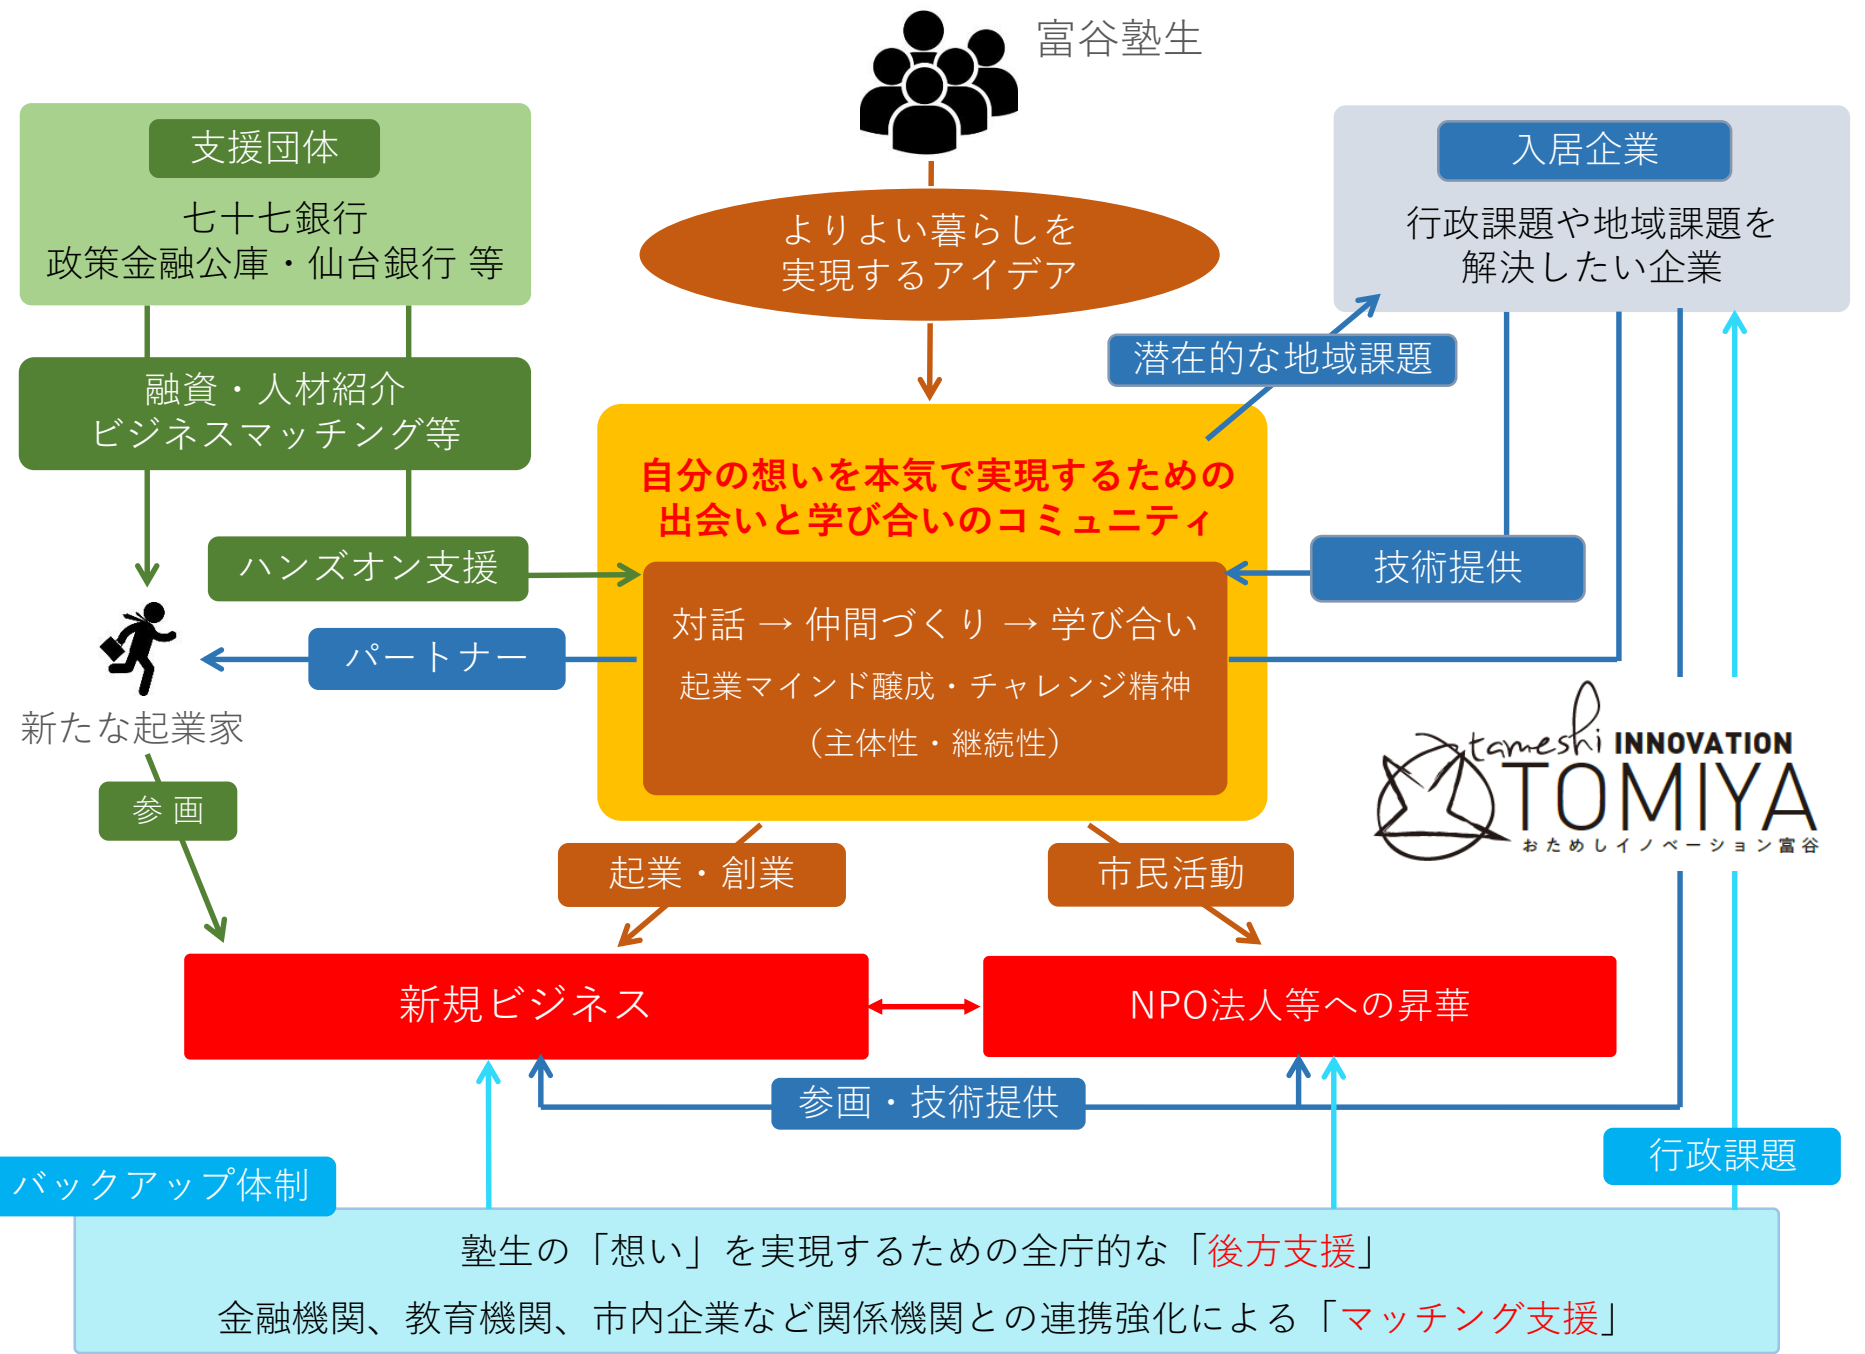 富谷塾生
支援団体
七十七銀行
政策金融公庫・仙台銀行 等
よりよい暮らしを
実現するアイデア
入居企業
行政課題や地域課題を
解決したい企業
潜在的な地域課題
融資・人材紹介
ビジネスマッチング等
自分の想いを本気で実現するための
出会いと学び合いのコミュニティ
ハンズオン支援
技術提供
対話 → 仲間づくり → 学び合い
起業マインド醸成・チャレンジ精神
（主体性・継続性）
パートナー
新たな起業家
tameshi INNOVATION
TOMIYA
おためしイノベーション富谷
参 画
起業・創業
市民活動
新規ビジネス
NPO法人等への昇華
参画・技術提供
行政課題
バックアップ体制
塾生の「想い」を実現するための全庁的な「後方支援」
金融機関、教育機関、市内企業など関係機関との連携強化による「マッチング支援」